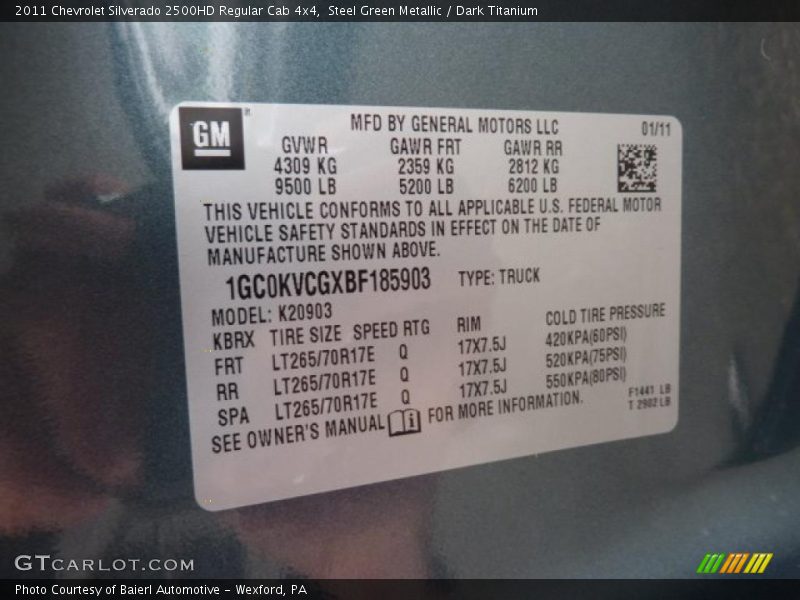 2011 Chevrolet Silverado 2500HD Regular Cab 4x4, Steel Green Metallic / Dark Titanium
GM
MFD BY GENERAL MOTORS LLC 01/11
GVWR GAWR FRT GAWR RR
4309 KG 2359 KG 2812 KG
9500 LB 5200 LB 6200 LB
THIS VEHICLE CONFORMS TO ALL APPLICABLE U.S. FEDERAL MOTOR
VEHICLE SAFETY STANDARDS IN EFFECT ON THE DATE OF
MANUFACTURE SHOWN ABOVE.
1GC0KVCGXBF185903 TYPE: TRUCK
MODEL: K20903
KBRX TIRE SIZE SPEED RTG RIM COLD TIRE PRESSURE
FRT LT265/70R17E Q 17X7.5J 420KPA(60PSI)
RR LT265/70R17E Q 17X7.5J 520KPA(75PSI)
SPA LT265/70R17E Q 17X7.5J 550KPA(80PSI)
SEE OWNER'S MANUAL i FOR MORE INFORMATION.
F1441 LB
T 2902 LB
GTCARLOT.COM
Photo Courtesy of Baierl Automotive - Wexford, PA